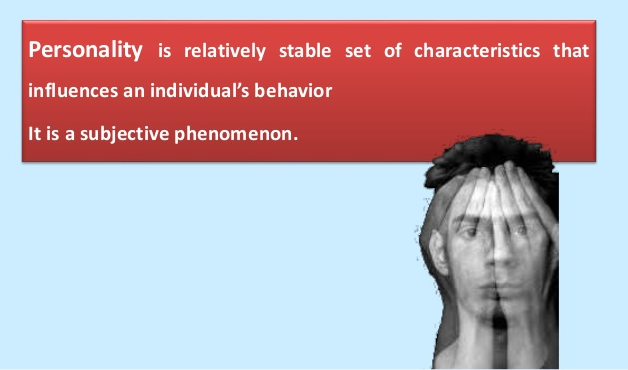 Personality is relatively stable set of characteristics that
influences an individual’s behavior
It is a subjective phenomenon.